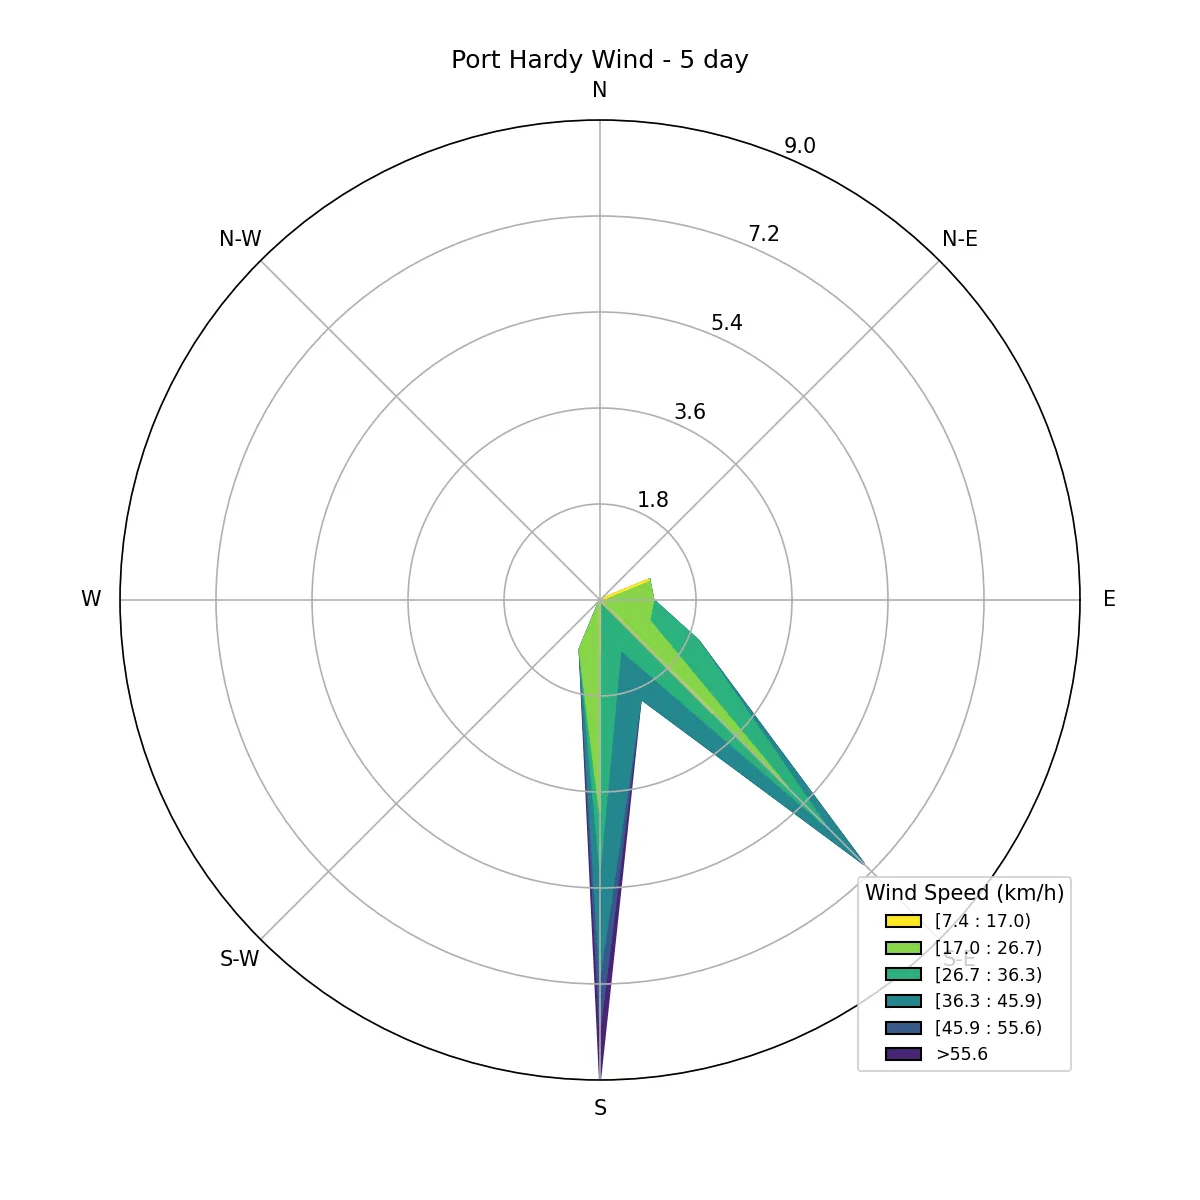 Port Hardy Wind - 5 day
N
9.0
7.2
N-W
N-E
5.4
3.6
1.8
W
E
Wind Speed (km/h)
[7.4 : 17.0)
[17.0 : 26.7)
S-W
S-E
[26.7 : 36.3)
[36.3 : 45.9)
[45.9 : 55.6)
>55.6
S